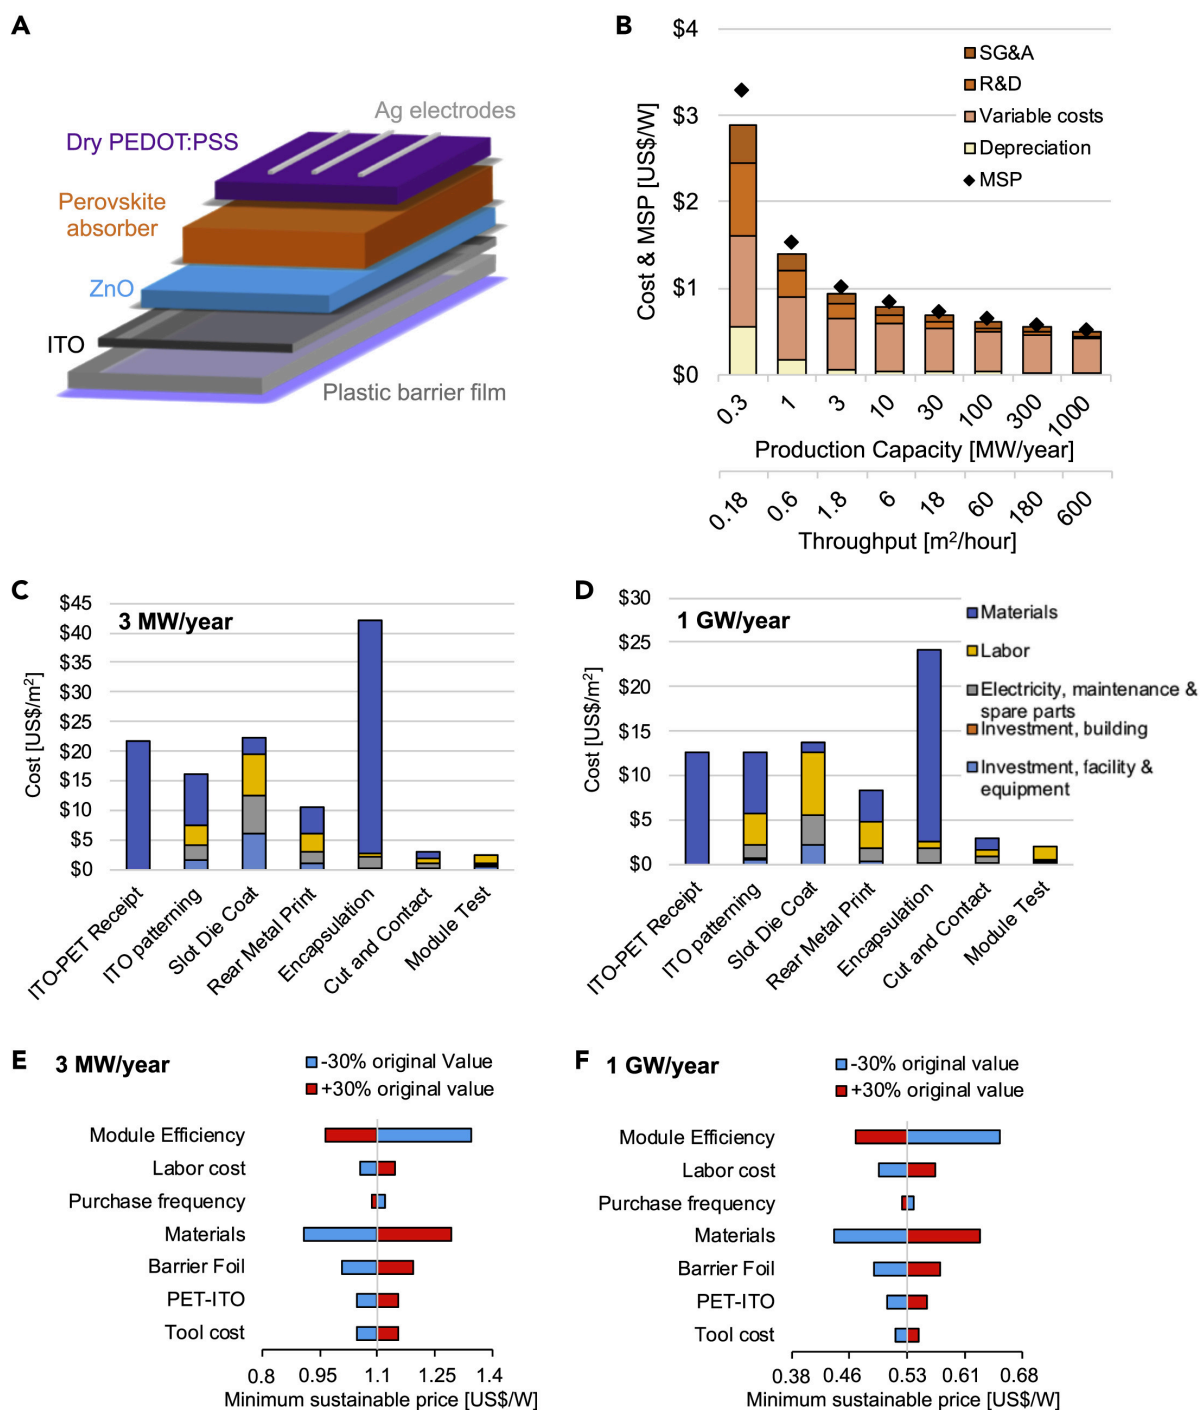 A
Ag electrodes
Dry PEDOT:PSS
Perovskite
absorber
ZnO
ITO
Plastic barrier film
B
Cost & MSP [US$/W]
$4
$3
$2
$1
$0
SG&A
R&D
Variable costs
Depreciation
MSP
0.3
1
3
10
30
100
300
1000
Production Capacity [MW/year]
0.18
0.6
1.8
6
18
60
180
600
Throughput [m²/hour]
C
3 MW/year
Cost [US$/m²]
$45
$40
$35
$30
$25
$20
$15
$10
$5
$0
ITO-PET Receipt
ITO patterning
Slot Die Coat
Rear Metal Print
Encapsulation
Cut and Contact
Module Test
D
1 GW/year
Cost [US$/m²]
$30
$25
$20
$15
$10
$5
$0
Materials
Labor
Electricity, maintenance &
spare parts
Investment, building
Investment, facility &
equipment
ITO-PET Receipt
ITO patterning
Slot Die Coat
Rear Metal Print
Encapsulation
Cut and Contact
Module Test
E
3 MW/year
-30% original Value
+30% original value
Module Efficiency
Labor cost
Purchase frequency
Materials
Barrier Foil
PET-ITO
Tool cost
0.8
0.95
1.1
1.25
1.4
Minimum sustainable price [US$/W]
F
1 GW/year
-30% original value
+30% original value
Module Efficiency
Labor cost
Purchase frequency
Materials
Barrier Foil
PET-ITO
Tool cost
0.38
0.46
0.53
0.61
0.68
Minimum sustainable price [US$/W]